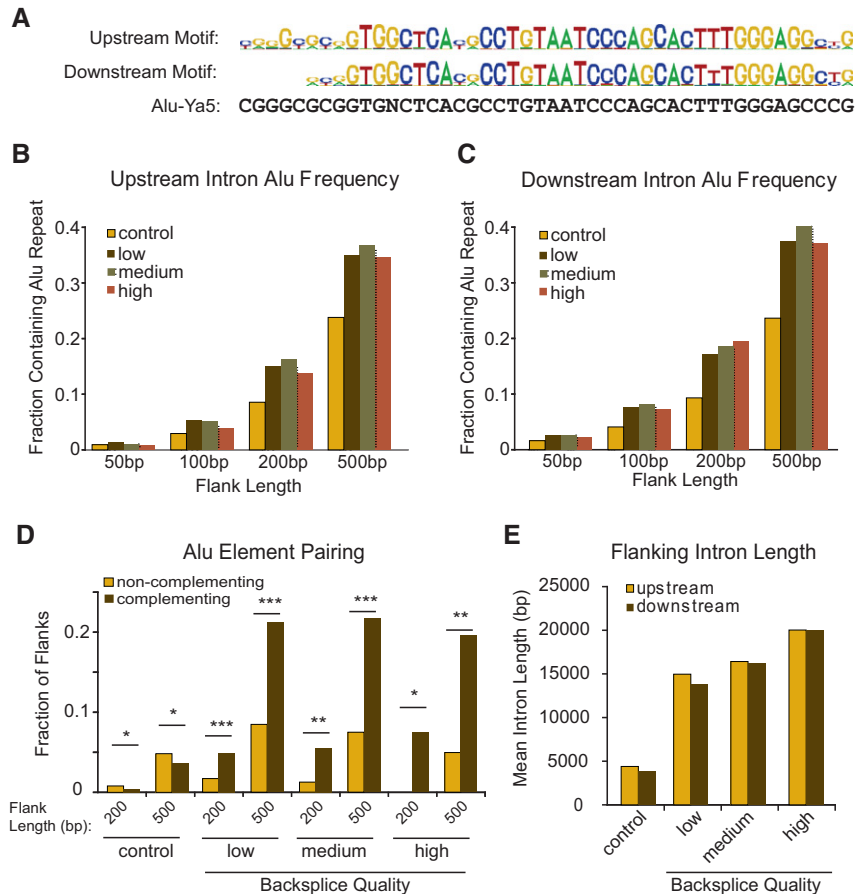 A
Upstream Motif: GTGGCTCACGCCTGTAATCCCAGCACTTTGGGAGGCTG
Downstream Motif: GTGGCTCACGCCTGTAATCCCAGCACTTTGGGAGGCTG
Alu-Ya5: CGGGCGCGGTGNCTCACGCCTGTAATCCCAGCACTTTGGGAGCCCG
B
Upstream Intron Alu Frequency
control
low
medium
high
Fraction Containing Alu Repeat
0.4
0.3
0.2
0.1
0
50bp 100bp 200bp 500bp
Flank Length
C
Downstream Intron Alu Frequency
control
low
medium
high
Fraction Containing Alu Repeat
0.4
0.3
0.2
0.1
0
50bp 100bp 200bp 500bp
Flank Length
D
Alu Element Pairing
non-complementing
complementing
Fraction of Flanks
0.2
0.1
0
* * *** *** ** *** * **
Flank
Length (bp):
200 500 200 500 200 500 200 500
control low medium high
Backsplice Quality
E
Flanking Intron Length
upstream
downstream
Mean Intron Length (bp)
25000
20000
15000
10000
5000
0
control low medium high
Backsplice Quality